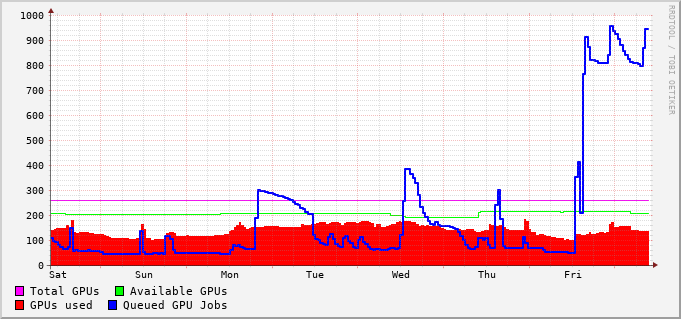 1000
900
800
700
600
500
400
300
200
100
0
Sat Sun Mon Tue Wed Thu Fri
Total GPUs Available GPUs
GPUs used Queued GPU Jobs
RRDTOOL / TOBI OETIKER